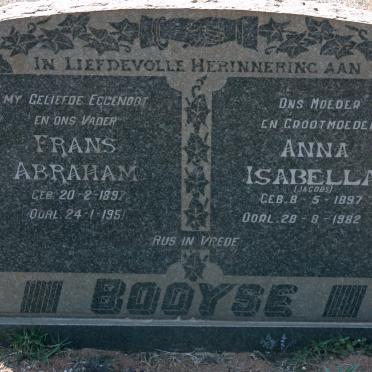 IN LIEFDEVOLLE HERINNERING AAN
MY GELIEFDE EGGENOOT
EN ONS VADER
FRANS
ABRAHAM
GEB. 20-2-1897
OORL. 24-1-1951
ONS MOEDER
EN GROOTMOEDER
ANNA
ISABELLA
(JACOBS)
GEB. 8-5-1897
OORL. 28-8-1982
RUS IN VREDE
BOOYSE